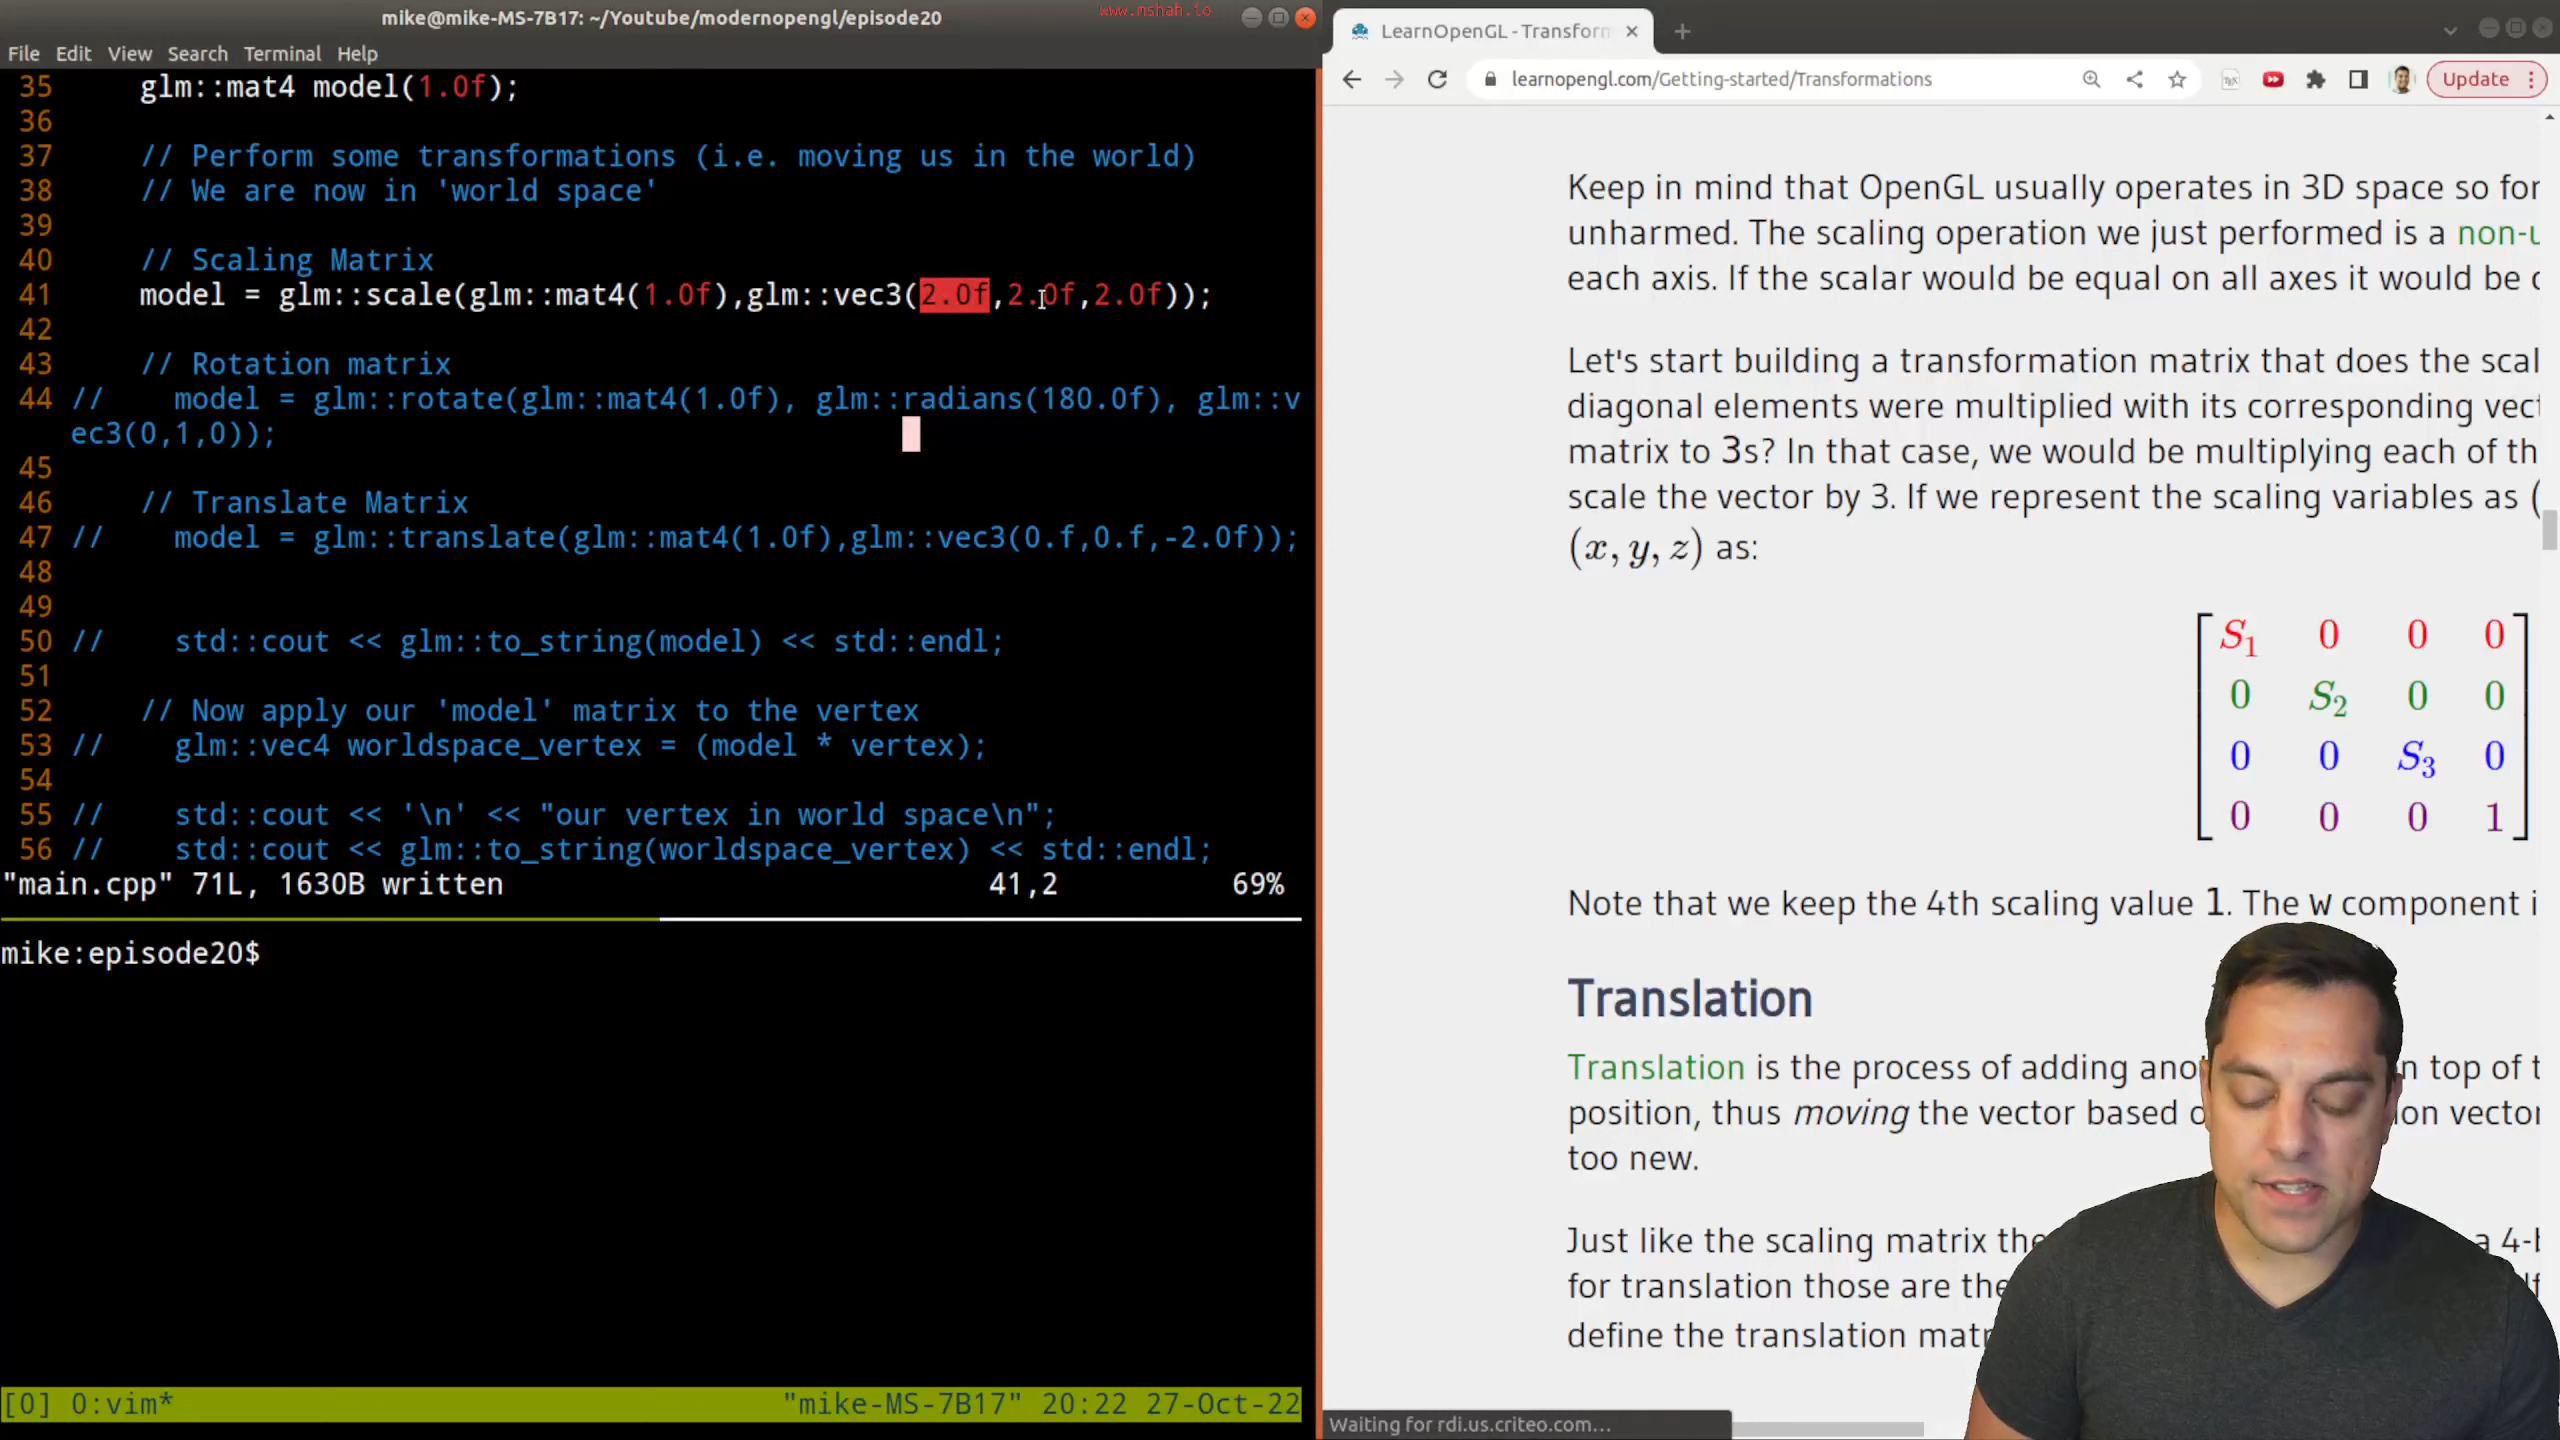 mike@mike-MS-7B17: ~/Youtube/modernopengl/episode20
www.mshah.io
File Edit View Search Terminal Help
35 glm::mat4 model(1.0f);
36
37 // Perform some transformations (i.e. moving us in the world)
38 // We are now in 'world space'
39
40 // Scaling Matrix
41 model = glm::scale(glm::mat4(1.0f),glm::vec3(2.0f,2.0f,2.0f));
42
43 // Rotation matrix
44 // model = glm::rotate(glm::mat4(1.0f), glm::radians(180.0f), glm::v
ec3(0,1,0));
45
46 // Translate Matrix
47 // model = glm::translate(glm::mat4(1.0f),glm::vec3(0.f,0.f,-2.0f));
48
49
50 // std::cout << glm::to_string(model) << std::endl;
51
52 // Now apply our 'model' matrix to the vertex
53 // glm::vec4 worldspace_vertex = (model * vertex);
54
55 // std::cout << '\n' << "our vertex in world space\n";
56 // std::cout << glm::to_string(worldspace_vertex) << std::endl;
"main.cpp" 71L, 1630B written 41,2 69%
mike:episode20$
[0] 0:vim* "mike-MS-7B17" 20:22 27-Oct-22
LearnOpenGL - Transform
learnopengl.com/Getting-started/Transformations
Update
Keep in mind that OpenGL usually operates in 3D space so for
unharmed. The scaling operation we just performed is a non-u
each axis. If the scalar would be equal on all axes it would be c
Let's start building a transformation matrix that does the scal
diagonal elements were multiplied with its corresponding vect
matrix to 3s? In that case, we would be multiplying each of th
scale the vector by 3. If we represent the scaling variables as (
(x, y, z) as:
S1 0 0 0
0 S2 0 0
0 0 S3 0
0 0 0 1
Note that we keep the 4th scaling value 1. The w component i
Translation
Translation is the process of adding ano n top of t
position, thus moving the vector based o ion vector
too new.
Just like the scaling matrix the a 4-b
for translation those are the If
define the translation matr
Waiting for rdi.us.criteo.com...